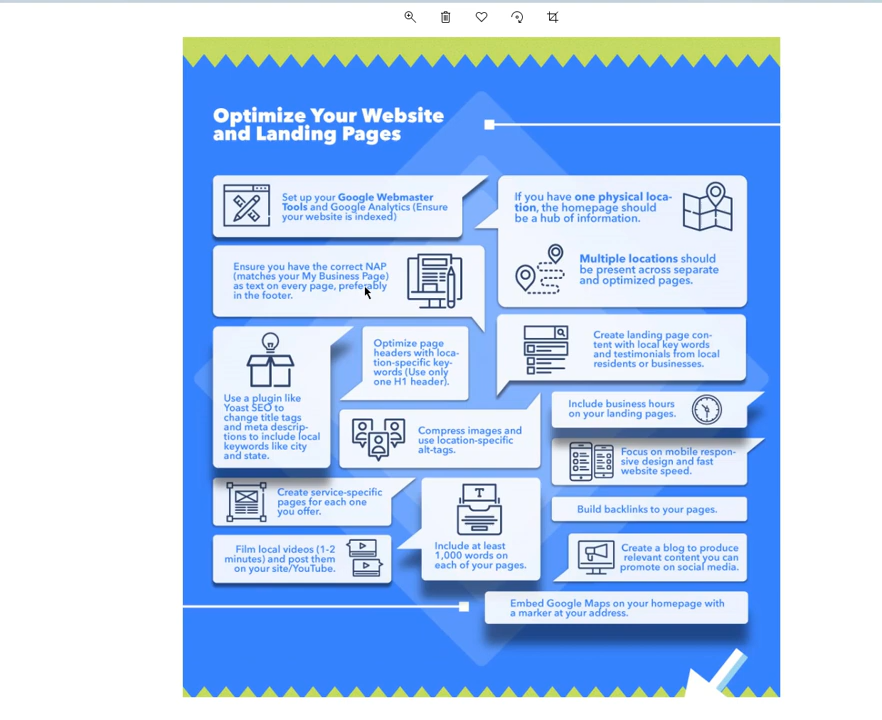 Optimize Your Website
and Landing Pages
Set up your Google Webmaster
Tools and Google Analytics (Ensure
your website is indexed)
If you have one physical loca-
tion, the homepage should
be a hub of information.
Multiple locations should
be present across separate
and optimized pages.
Ensure you have the correct NAP
(matches your My Business Page)
as text on every page, preferably
in the footer.
Use a plugin like
Yoast SEO to
change title tags
and meta descrip-
tions to include local
keywords like city
and state.
Optimize page
headers with loca-
tion-specific key-
words (Use only
one H1 header).
Create landing page con-
tent with local key words
and testimonials from local
residents or businesses.
Compress images and
use location-specific
alt-tags.
Include business hours
on your landing pages.
Focus on mobile respon-
sive design and fast
website speed.
Create service-specific
pages for each one
you offer.
T
Include at least
1,000 words on
each of your pages.
Build backlinks to your pages.
Film local videos (1-2
minutes) and post them
on your site/YouTube.
Create a blog to produce
relevant content you can
promote on social media.
Embed Google Maps on your homepage with
a marker at your address.